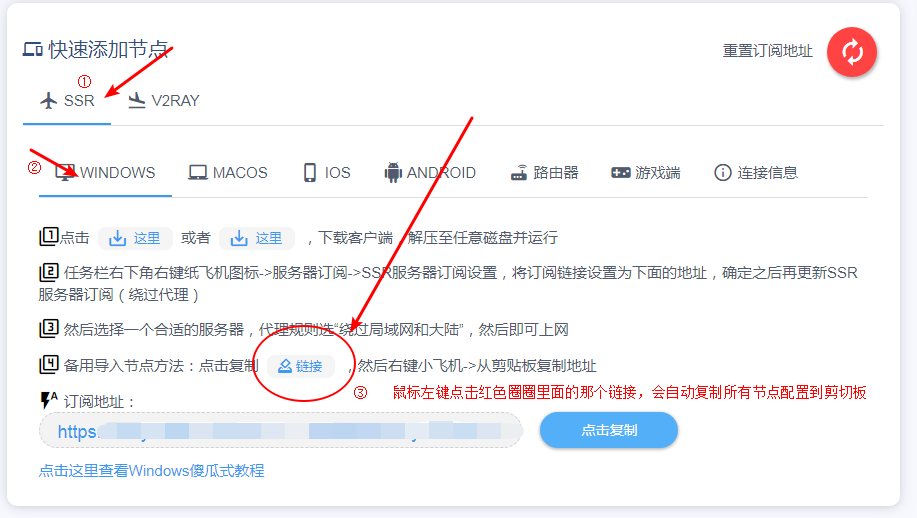 快速添加节点
重置订阅地址
①
SSR
V2RAY
②
WINDOWS
MACOS
IOS
ANDROID
路由器
游戏端
连接信息
1 点击 这里 或者 这里 ，下载客户端 解压至任意磁盘并运行
2 任务栏右下角右键纸飞机图标->服务器订阅->SSR服务器订阅设置，将订阅链接设置为下面的地址，确定之后再更新SSR
服务器订阅（绕过代理）
3 然后选择一个合适的服务器，代理规则选“绕过局域网和大陆”，然后即可上网
4 备用导入节点方法：点击复制 链接 ，然后右键小飞机->从剪贴板复制地址
③ 鼠标左键点击红色圈圈里面的那个链接，会自动复制所有节点配置到剪切板
A 订阅地址：
https:
点击复制
点击这里查看Windows傻瓜式教程